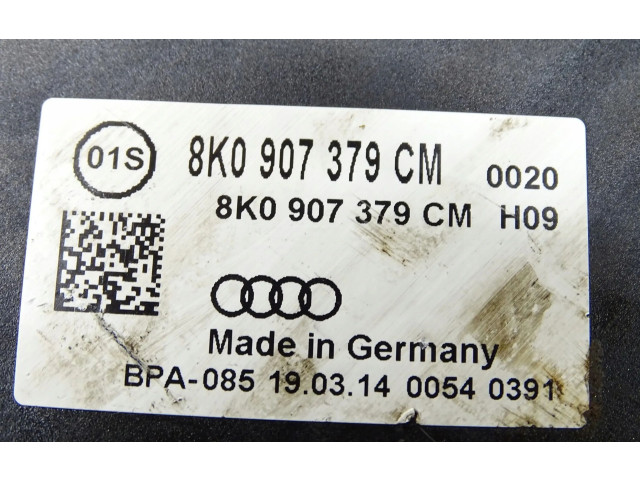 01S 8K0 907 379 CM 0020
8K0 907 379 CM H09
Made in Germany
BPA-085 19.03.14 0054 0391